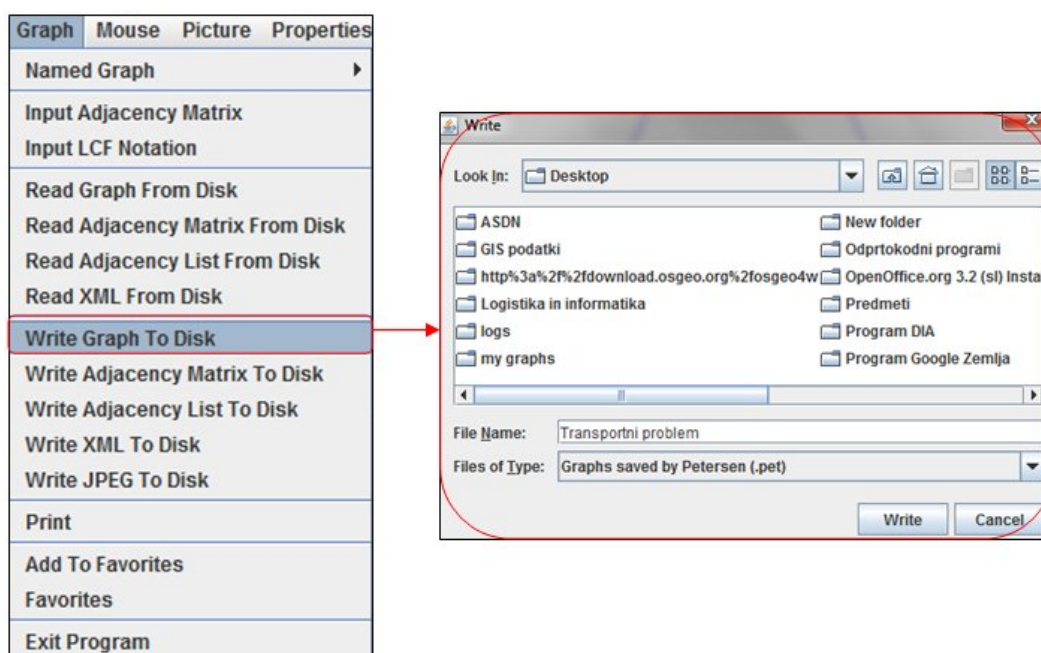 Graph Mouse Picture Properties
Named Graph
Input Adjacency Matrix
Input LCF Notation
Read Graph From Disk
Read Adjacency Matrix From Disk
Read Adjacency List From Disk
Read XML From Disk
Write Graph To Disk
Write Adjacency Matrix To Disk
Write Adjacency List To Disk
Write XML To Disk
Write JPEG To Disk
Print
Add To Favorites
Favorites
Exit Program
Write
Look In: Desktop
ASDN New folder
GIS podatki Odprtokodni programi
http%3a%2f%2fdownload.osgeo.org%2fosgeo4w OpenOffice.org 3.2 (sl) Insta
Logistika in informatika Predmeti
logs Program DIA
my graphs Program Google Zemlja
File Name: Transportni problem
Files of Type: Graphs saved by Petersen (.pet)
Write Cancel